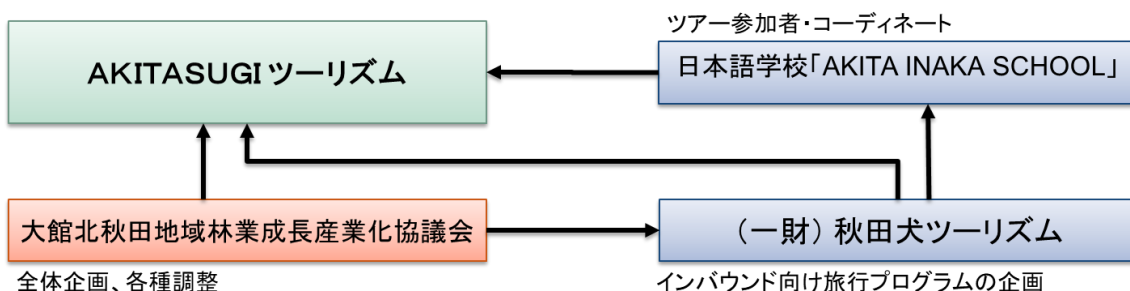 ツアー参加者・コーディネート
AKITASUGIツーリズム
日本語学校「AKITA INAKA SCHOOL」
大館北秋田地域林業成長産業化協議会
(一財)秋田犬ツーリズム
全体企画、各種調整
インバウンド向け旅行プログラムの企画